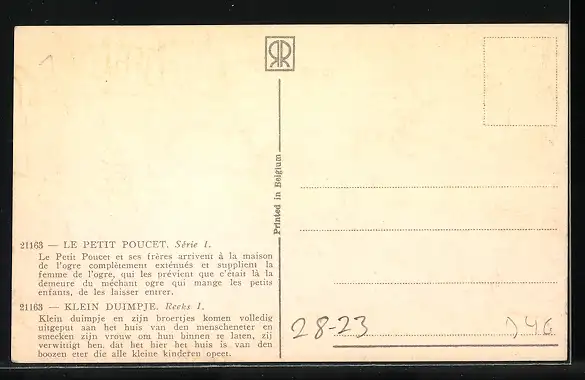 21163 — LE PETIT POUCET. Série 1.
Le Petit Poucet et ses frères arrivent à la maison
de l'ogre complètement exténués et supplient la
femme de l'ogre, qui les prévient que c'était là la
demeure du méchant ogre qui mange les petits
enfants, de les laisser entrer.
21163 — KLEIN DUIMPJE. Reeks 1.
Klein duimpje en zijn broertjes komen volledig
uitgeput aan het huis van den menscheneter en
smeeken zijn vrouw om hun binnen te laten, zij
verwittigt hen, dat het hier het huis is van den
boozen eter die alle kleine kinderen opeet.
Printed in Belgium
28-23